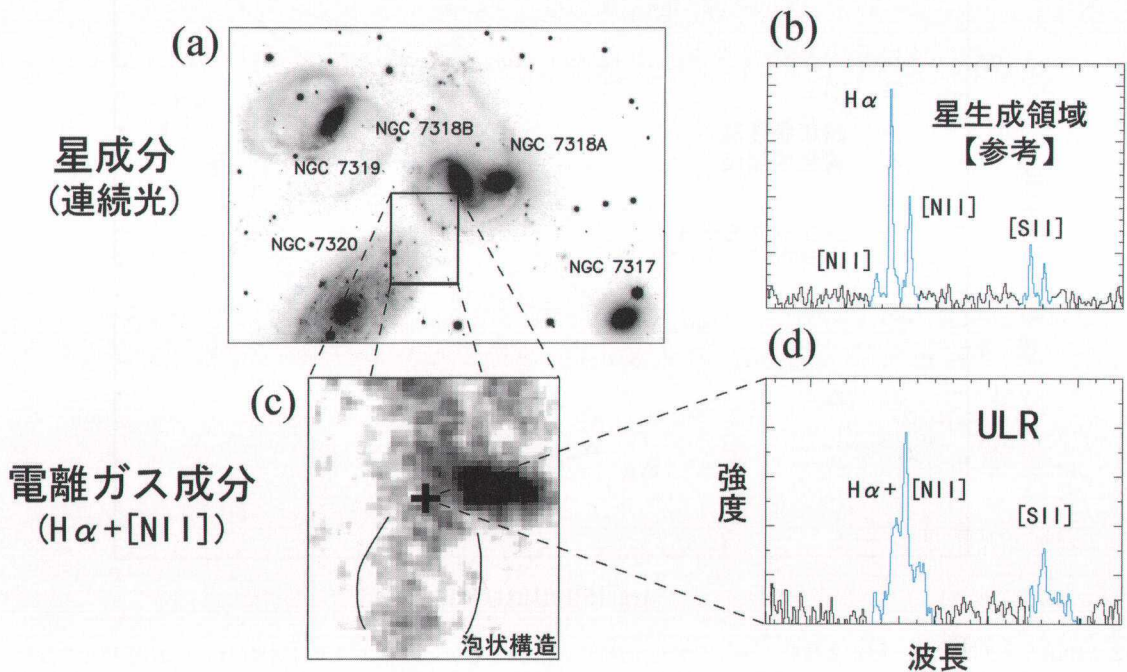 (a)
星成分
(連続光)
NGC 7318B
NGC 7318A
NGC 7319
NGC 7320
NGC 7317
(b)
Hα
星生成領域
【参考】
[NII]
[NII]
[SII]
(c)
電離ガス成分
(Hα+[NII])
泡状構造
(d)
ULR
強度
Hα+[NII]
[SII]
波長